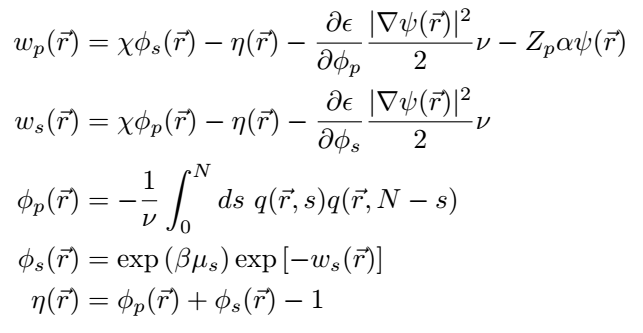 w_p(\vec{r}) = \chi\phi_s(\vec{r}) - \eta(\vec{r}) - \frac{\partial\epsilon}{\partial\phi_p} \frac{|\nabla\psi(\vec{r})|^2}{2} \nu - Z_p\alpha\psi(\vec{r})
w_s(\vec{r}) = \chi\phi_p(\vec{r}) - \eta(\vec{r}) - \frac{\partial\epsilon}{\partial\phi_s} \frac{|\nabla\psi(\vec{r})|^2}{2} \nu
\phi_p(\vec{r}) = -\frac{1}{\nu} \int_0^N ds\ q(\vec{r}, s)q(\vec{r}, N - s)
\phi_s(\vec{r}) = \exp(\beta\mu_s) \exp[-w_s(\vec{r})]
\eta(\vec{r}) = \phi_p(\vec{r}) + \phi_s(\vec{r}) - 1